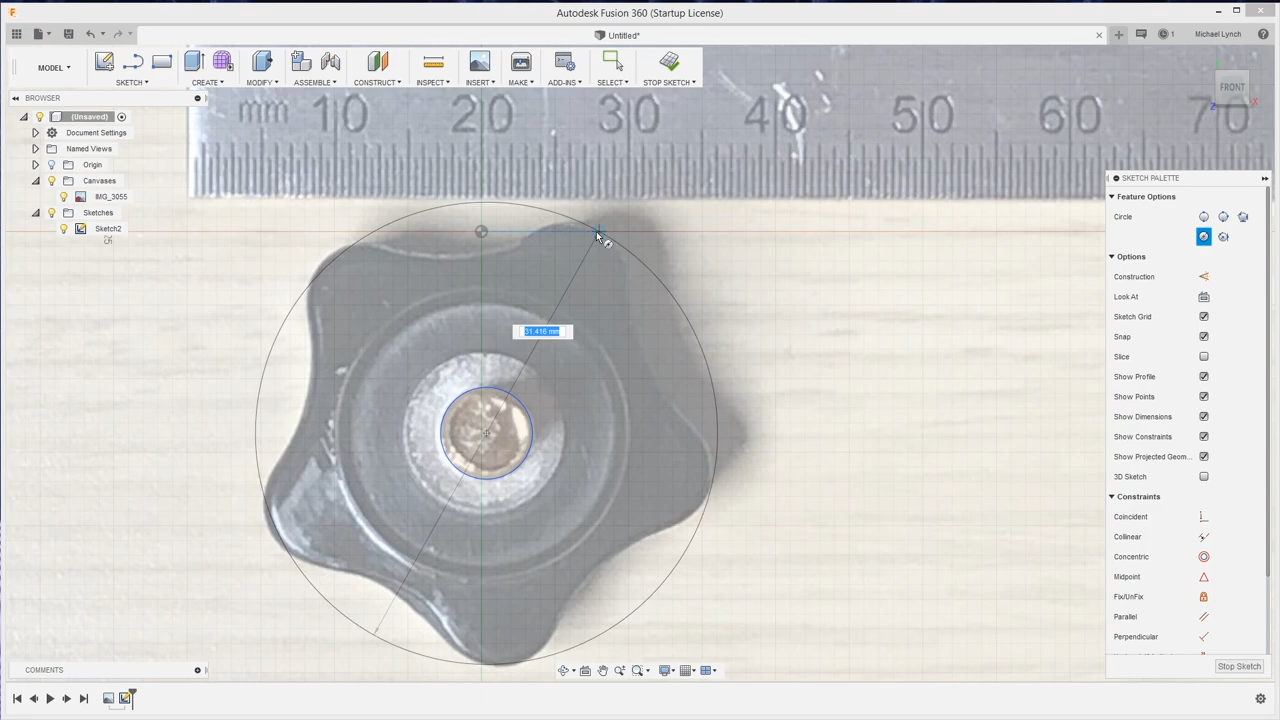 Autodesk Fusion 360 (Startup License)
Untitled*
1
Michael Lynch
MODEL
SKETCH
CREATE
MODIFY
ASSEMBLE
CONSTRUCT
INSPECT
INSERT
MAKE
ADD-INS
SELECT
STOP SKETCH
FRONT
Z
X
BROWSER
(Unsaved)
Document Settings
Named Views
Origin
Canvases
IMG_3055
Sketches
Sketch2
mm 10 20 30 40 50 60 70
31.416 mm
SKETCH PALETTE
Feature Options
Circle
Options
Construction
Look At
Sketch Grid
Snap
Slice
Show Profile
Show Points
Show Dimensions
Show Constraints
Show Projected Geom...
3D Sketch
Constraints
Coincident
Collinear
Concentric
Midpoint
Fix/UnFix
Parallel
Perpendicular
Stop Sketch
COMMENTS